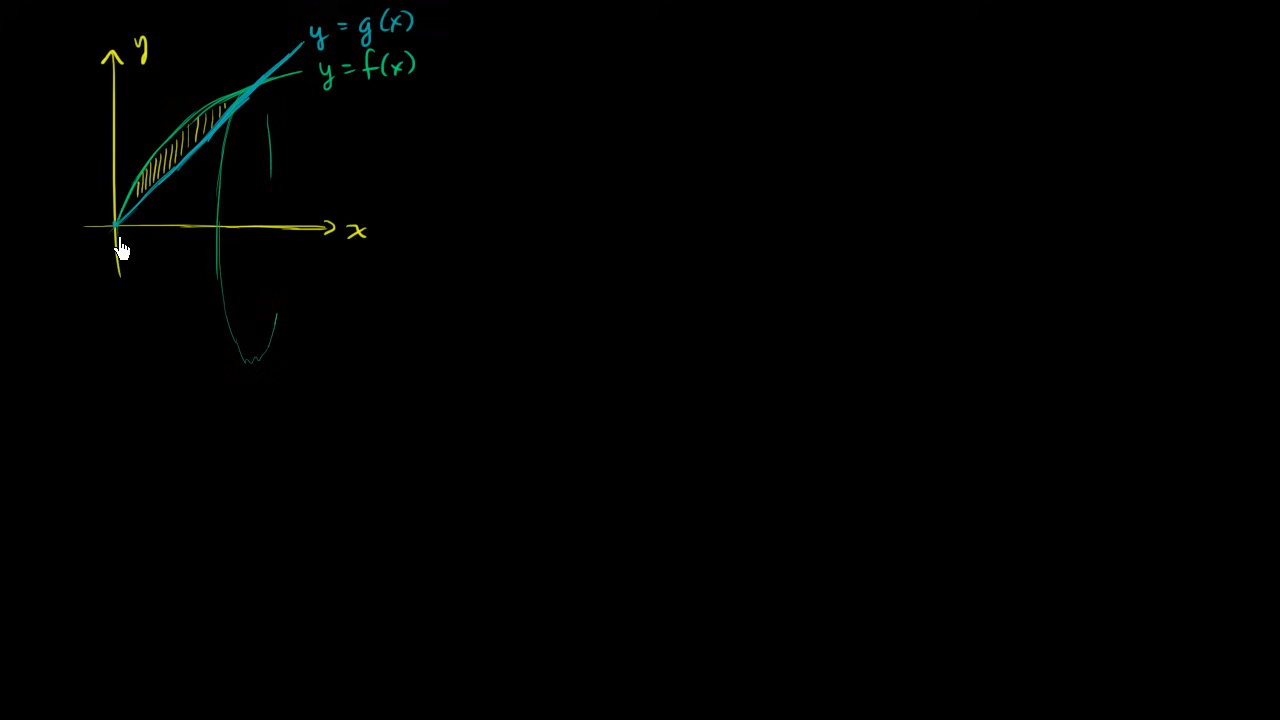 y = g(x)
y
y = f(x)
x